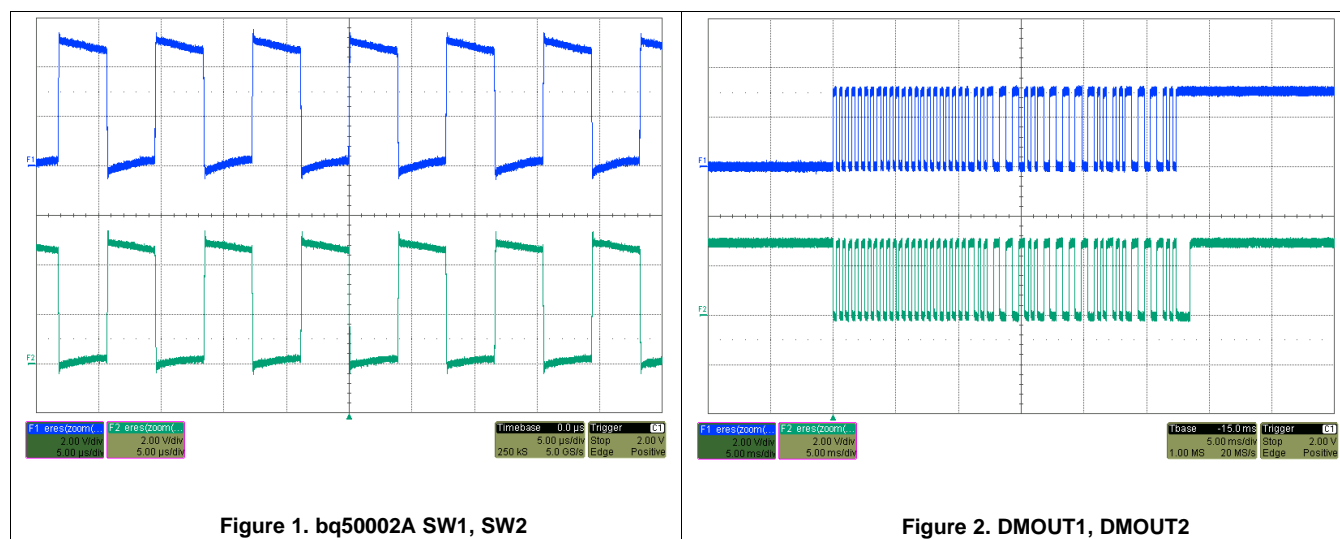 F1
F2
F1 eres(zoom(...
2.00 V/div
5.00 µs/div
F2 eres(zoom(...
2.00 V/div
5.00 µs/div
Timebase 0.0 µs
5.00 µs/div
250 kS 5.0 GS/s
Trigger C1
Stop 2.00 V
Edge Positive
Figure 1. bq50002A SW1, SW2
F1
F2
F1 eres(zoom(...
2.00 V/div
5.00 ms/div
F2 eres(zoom(...
2.00 V/div
5.00 ms/div
Tbase -15.0 ms
5.00 ms/div
1.00 MS 20 MS/s
Trigger C1
Stop 2.00 V
Edge Positive
Figure 2. DMOUT1, DMOUT2